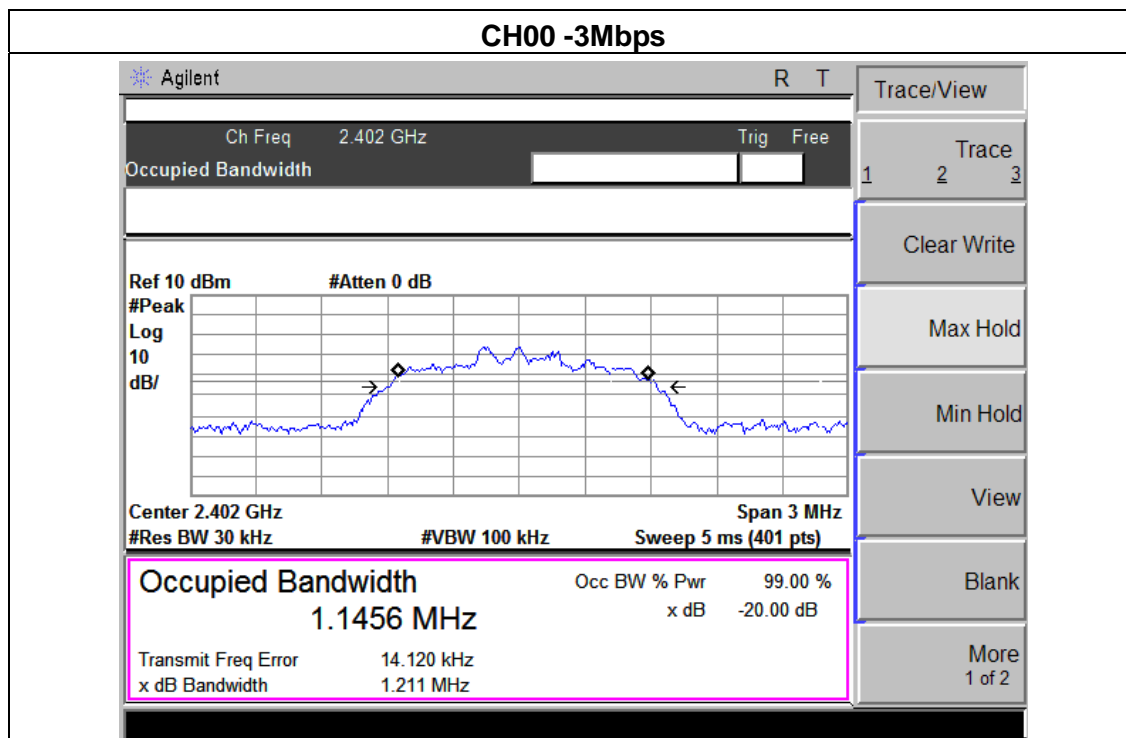 CH00 -3Mbps
Agilent R T
Ch Freq 2.402 GHz Trig Free
Occupied Bandwidth
Ref 10 dBm #Atten 0 dB
#Peak
Log
10
dB/
Center 2.402 GHz Span 3 MHz
#Res BW 30 kHz #VBW 100 kHz Sweep 5 ms (401 pts)
Occupied Bandwidth Occ BW % Pwr 99.00 %
1.1456 MHz x dB -20.00 dB
Transmit Freq Error 14.120 kHz
x dB Bandwidth 1.211 MHz
Trace/View
Trace
1 2 3
Clear Write
Max Hold
Min Hold
View
Blank
More
1 of 2